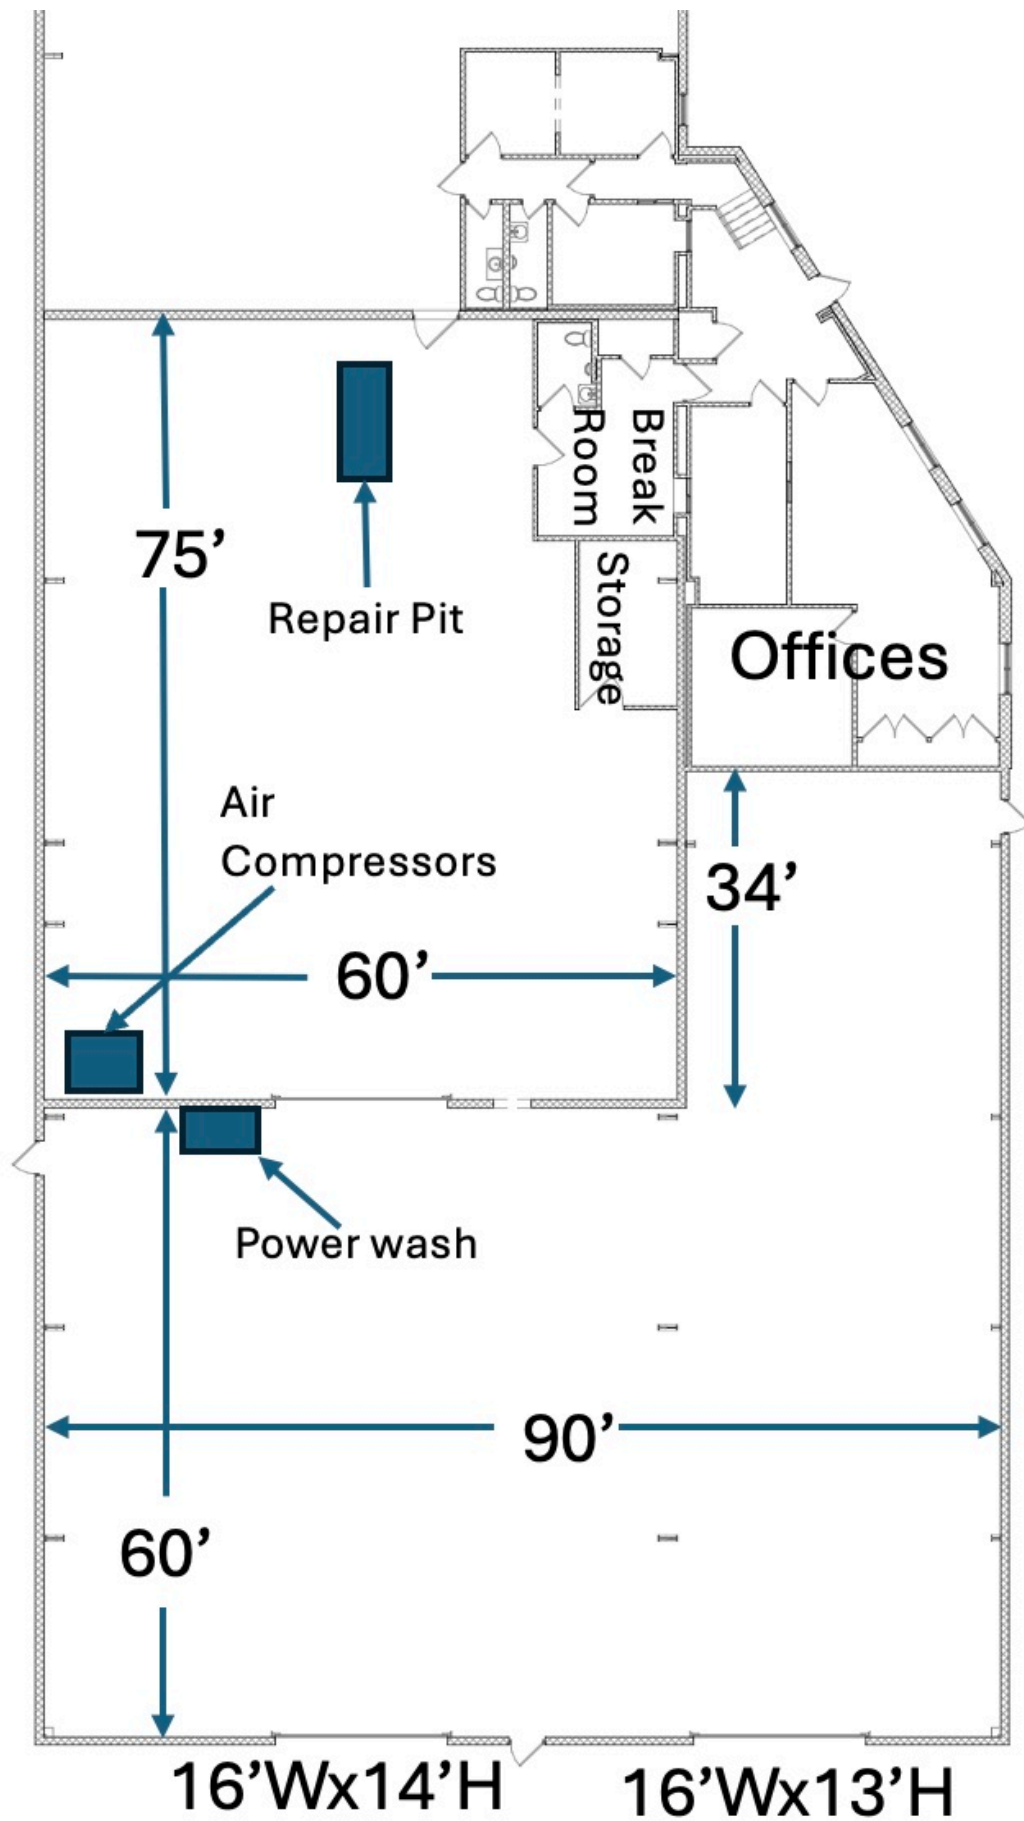 Break
Room
75’
Storage
Repair Pit
Offices
Air
Compressors
34’
60’
Power wash
90’
60’
16’Wx14’H
16’Wx13’H